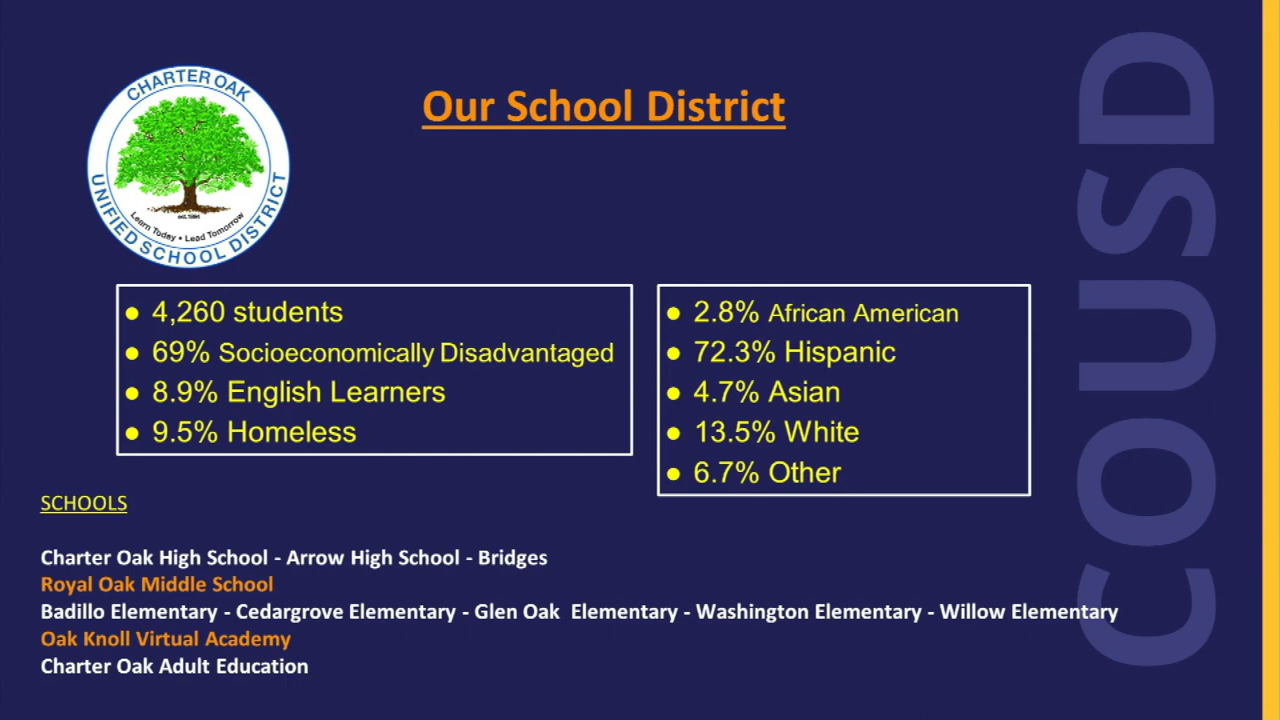 CHARTER OAK
UNIFIED SCHOOL DISTRICT
est. 1894
Learn Today • Lead Tomorrow
Our School District
● 4,260 students
● 69% Socioeconomically Disadvantaged
● 8.9% English Learners
● 9.5% Homeless
● 2.8% African American
● 72.3% Hispanic
● 4.7% Asian
● 13.5% White
● 6.7% Other
SCHOOLS
Charter Oak High School - Arrow High School - Bridges
Royal Oak Middle School
Badillo Elementary - Cedargrove Elementary - Glen Oak  Elementary - Washington Elementary - Willow Elementary
Oak Knoll Virtual Academy
Charter Oak Adult Education
COUSD